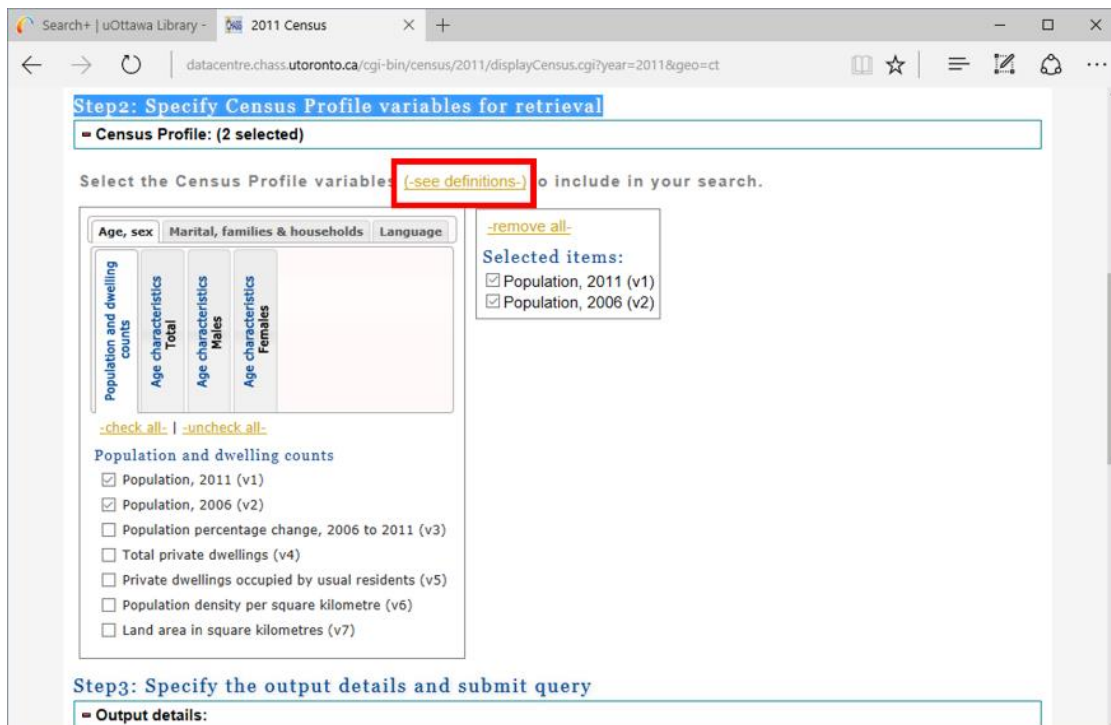 Search+ | uOttawa Library -
2011 Census
datacentre.chass.utoronto.ca/cgi-bin/census/2011/displayCensus.cgi?year=2011&geo=ct
Step2: Specify Census Profile variables for retrieval
Census Profile: (2 selected)
Select the Census Profile variables (-see definitions-) o include in your search.
Age, sex
Marital, families & households
Language
Population and dwelling
counts
Age characteristics
Total
Age characteristics
Males
Age characteristics
Females
-check all- | -uncheck all-
Population and dwelling counts
Population, 2011 (v1)
Population, 2006 (v2)
Population percentage change, 2006 to 2011 (v3)
Total private dwellings (v4)
Private dwellings occupied by usual residents (v5)
Population density per square kilometre (v6)
Land area in square kilometres (v7)
-remove all-
Selected items:
Population, 2011 (v1)
Population, 2006 (v2)
Step3: Specify the output details and submit query
Output details: